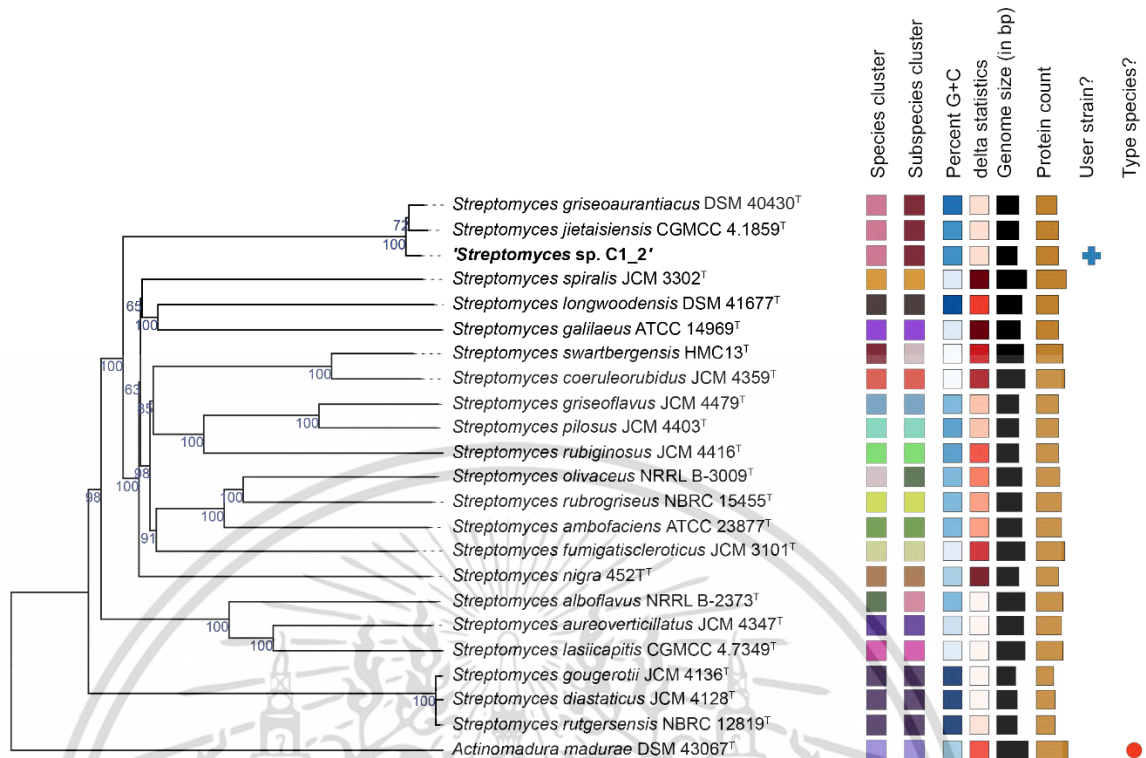 Species cluster
Subspecies cluster
Percent G+C
delta statistics
Genome size (in bp)
Protein count
User strain?
Type species?
Streptomyces griseoaurantiacus DSM 40430ᵀ
72
Streptomyces jietaisiensis CGMCC 4.1859ᵀ
100
'Streptomyces sp. C1_2'
Streptomyces spiralis JCM 3302ᵀ
65
Streptomyces longwoodensis DSM 41677ᵀ
100
Streptomyces galilaeus ATCC 14969ᵀ
Streptomyces swartbergensis HMC13ᵀ
100
100
Streptomyces coeruleorubidus JCM 4359ᵀ
63
Streptomyces griseoflavus JCM 4479ᵀ
85
100
Streptomyces pilosus JCM 4403ᵀ
100
Streptomyces rubiginosus JCM 4416ᵀ
98
Streptomyces olivaceus NRRL B-3009ᵀ
100
98
100
Streptomyces rubrogriseus NBRC 15455ᵀ
100
Streptomyces ambofaciens ATCC 23877ᵀ
91
Streptomyces fumigatiscleroticus JCM 3101ᵀ
Streptomyces nigra 452Tᵀ
Streptomyces alboflavus NRRL B-2373ᵀ
100
Streptomyces aureoverticillatus JCM 4347ᵀ
100
Streptomyces lasiicapitis CGMCC 4.7349ᵀ
Streptomyces gougerotii JCM 4136ᵀ
100
Streptomyces diastaticus JCM 4128ᵀ
Streptomyces rutgersensis NBRC 12819ᵀ
Actinomadura madurae DSM 43067ᵀ